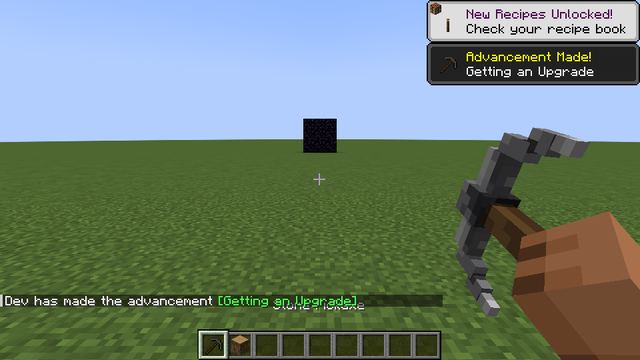 New Recipes Unlocked!
Check your recipe book
Advancement Made!
Getting an Upgrade
Dev has made the advancement [Getting an Upgrade]
Stone Pickaxe